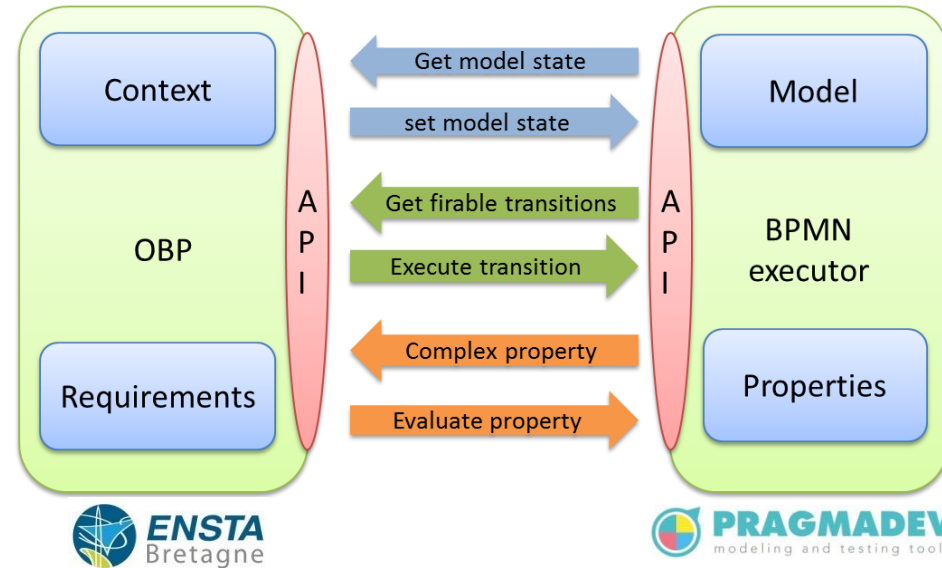 Context
OBP
Requirements
A
P
I
Get model state
set model state
Get firable transitions
Execute transition
Complex property
Evaluate property
A
P
I
Model
BPMN
executor
Properties
ENSTA
Bretagne
PRAGMADEV
modeling and testing tool